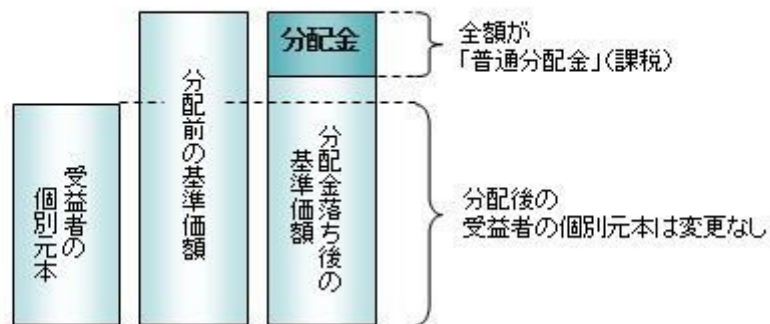 受益者の
個別元本
分配前の基準価額
分配金
分配金落ち後の
基準価額
全額が
「普通分配金」(課税)
分配後の
受益者の個別元本は変更なし